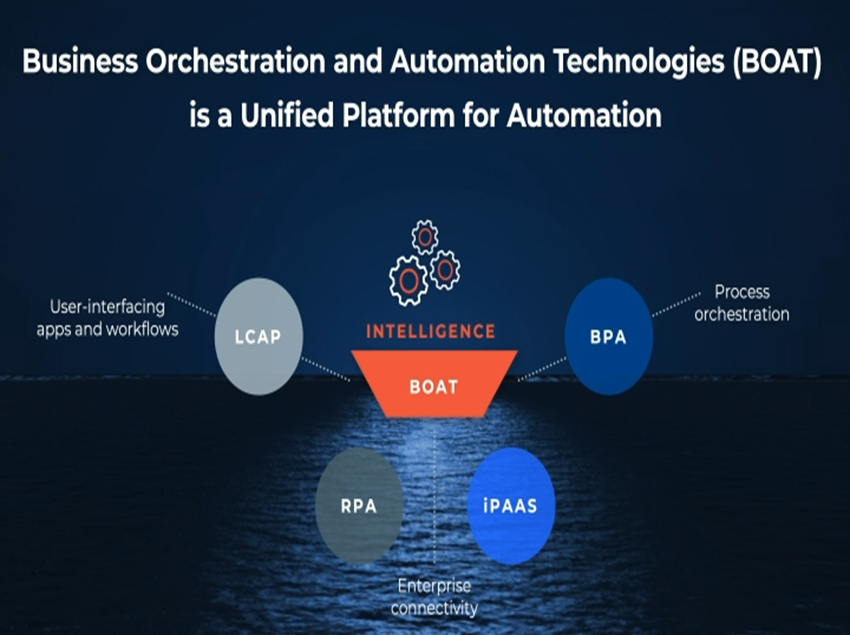 Business Orchestration and Automation Technologies (BOAT)
is a Unified Platform for Automation
INTELLIGENCE
BOAT
User-interfacing
apps and workflows
LCAP
BPA
Process
orchestration
RPA
iPAAS
Enterprise
connectivity